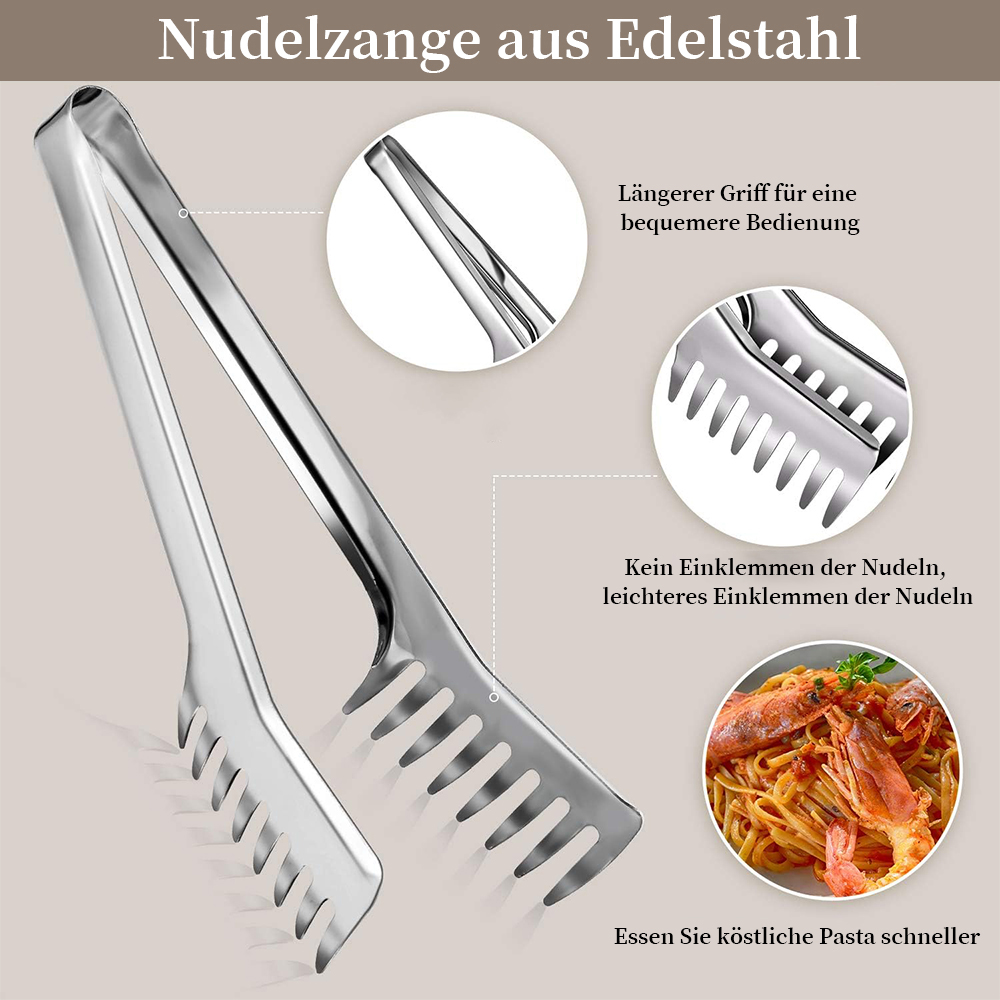 Nudelzange aus Edelstahl
Längerer Griff für eine
bequemere Bedienung
Kein Einklemmen der Nudeln,
leichteres Einklemmen der Nudeln
Essen Sie köstliche Pasta schneller